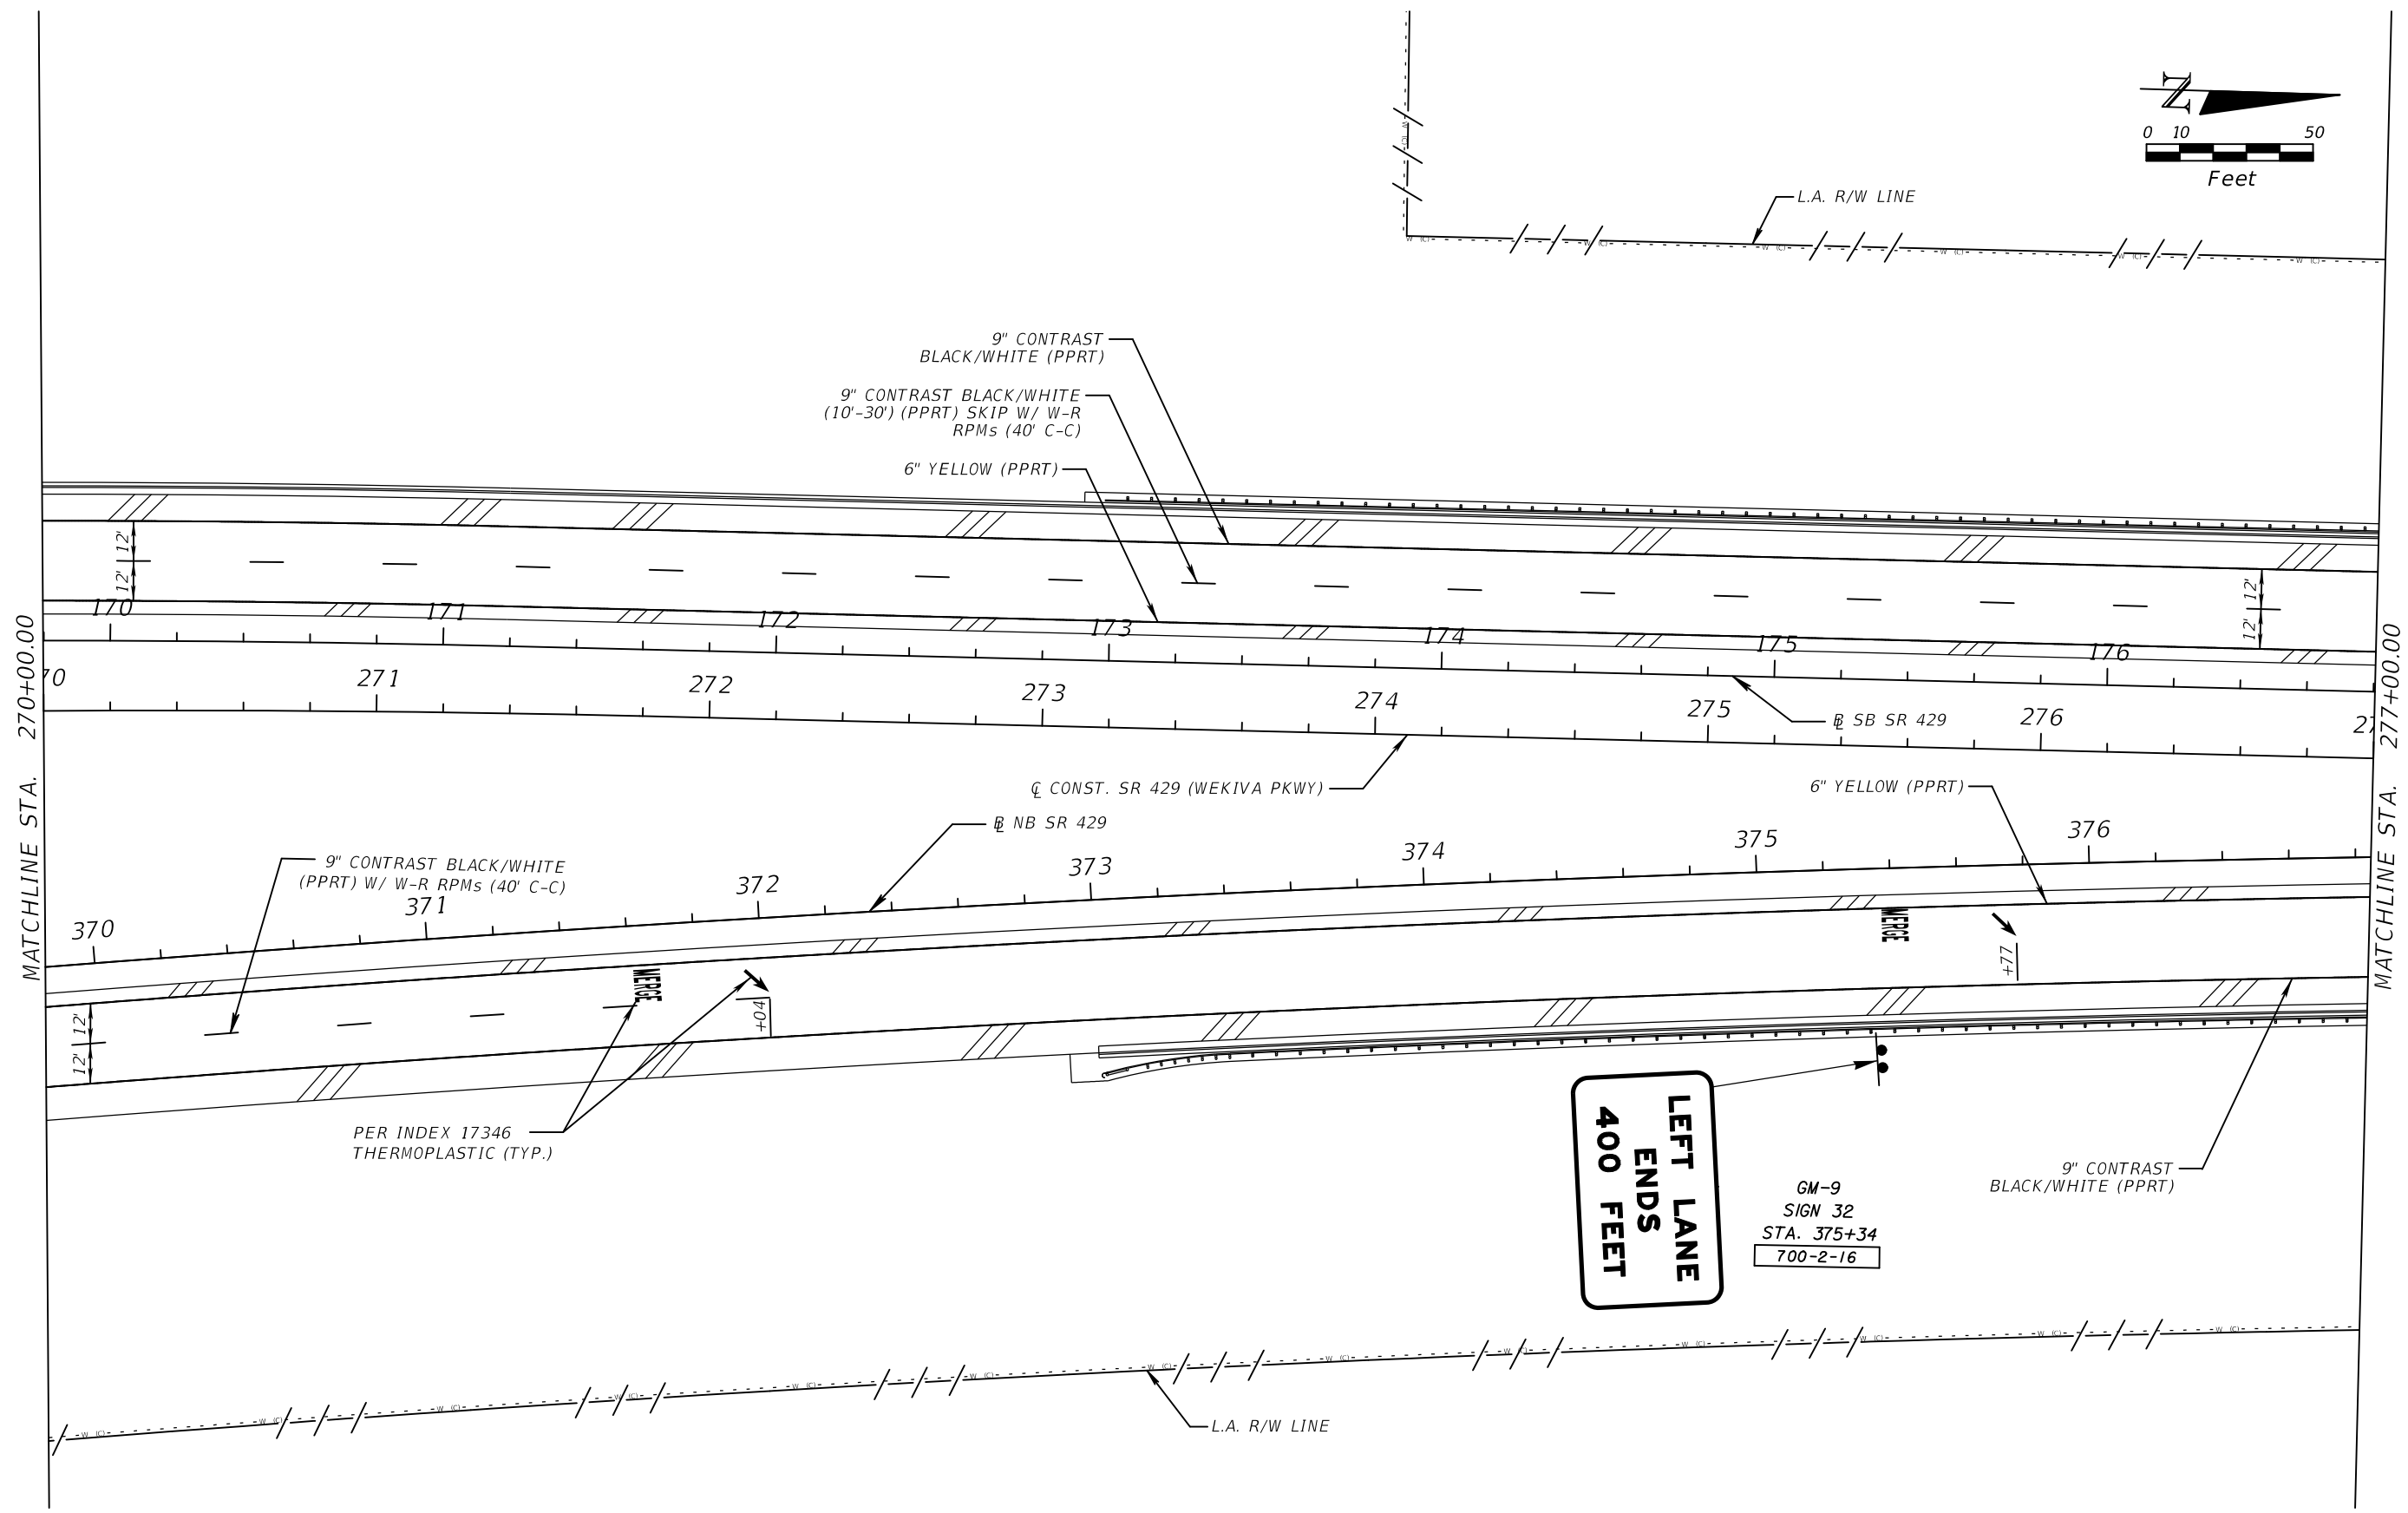 N
0 10 50
Feet
L.A. R/W LINE
9" CONTRAST
BLACK/WHITE (PPRT)
9" CONTRAST BLACK/WHITE
(10'-30') (PPRT) SKIP W/ W-R
RPMs (40' C-C)
6" YELLOW (PPRT)
12'
12'
12'
12'
170 171 172 173 174 175 176
70 271 272 273 274 275 276 27
MATCHLINE STA. 270+00.00
MATCHLINE STA. 277+00.00
BL SB SR 429
CL CONST. SR 429 (WEKIVA PKWY)
6" YELLOW (PPRT)
BL NB SR 429
9" CONTRAST BLACK/WHITE
(PPRT) W/ W-R RPMs (40' C-C)
370 371 372 373 374 375 376
MERGE
MERGE
+04
+77
12'
12'
PER INDEX 17346
THERMOPLASTIC (TYP.)
LEFT LANE
ENDS
400 FEET
GM-9
SIGN 32
STA. 375+34
700-2-16
9" CONTRAST
BLACK/WHITE (PPRT)
L.A. R/W LINE